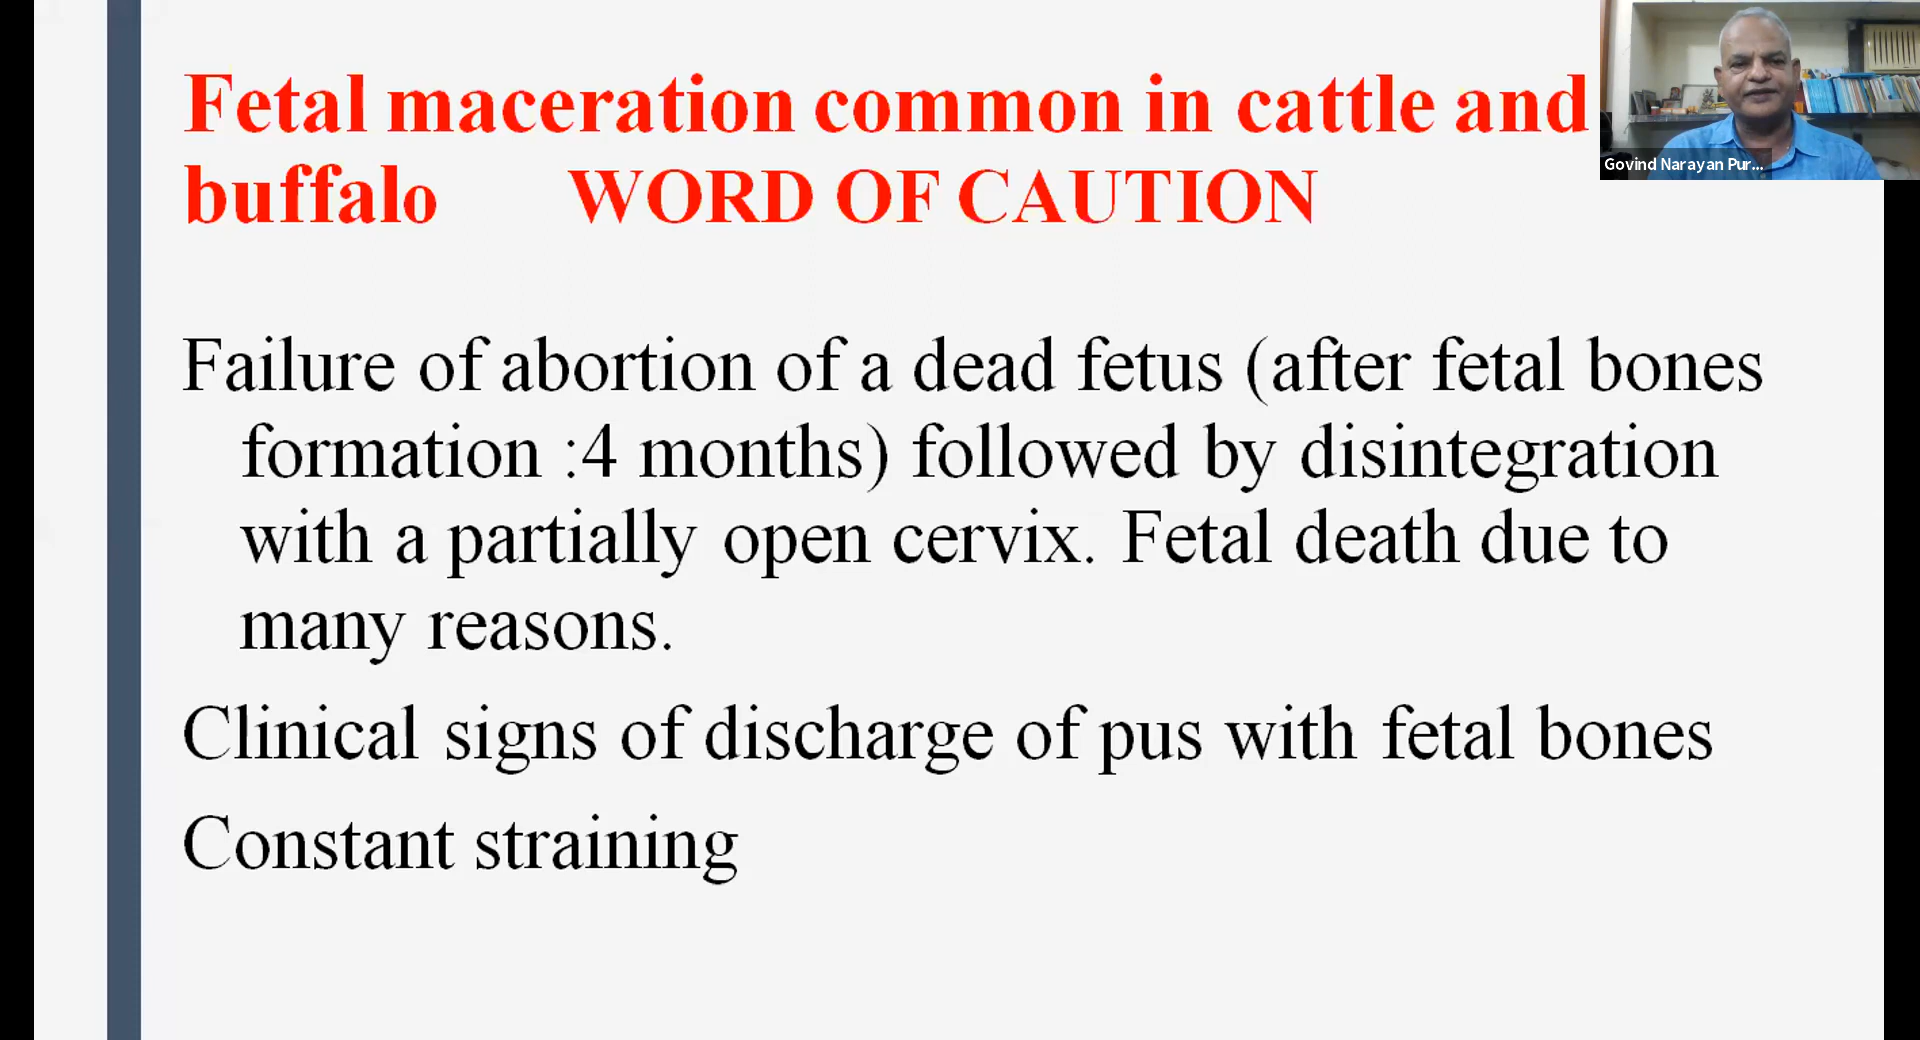 Fetal maceration common in cattle and
buffalo WORD OF CAUTION
Govind Narayan Pur...
Failure of abortion of a dead fetus (after fetal bones
formation :4 months) followed by disintegration
with a partially open cervix. Fetal death due to
many reasons.
Clinical signs of discharge of pus with fetal bones
Constant straining